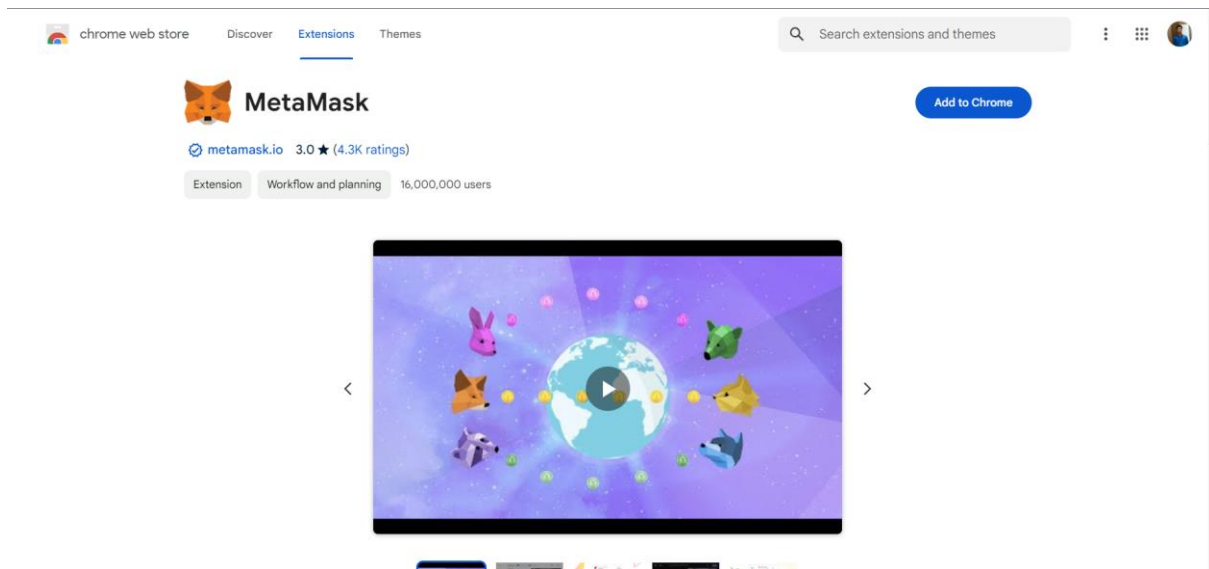 chrome web store Discover Extensions Themes Search extensions and themes
MetaMask Add to Chrome
metamask.io 3.0 ★ (4.3K ratings)
Extension Workflow and planning 16,000,000 users